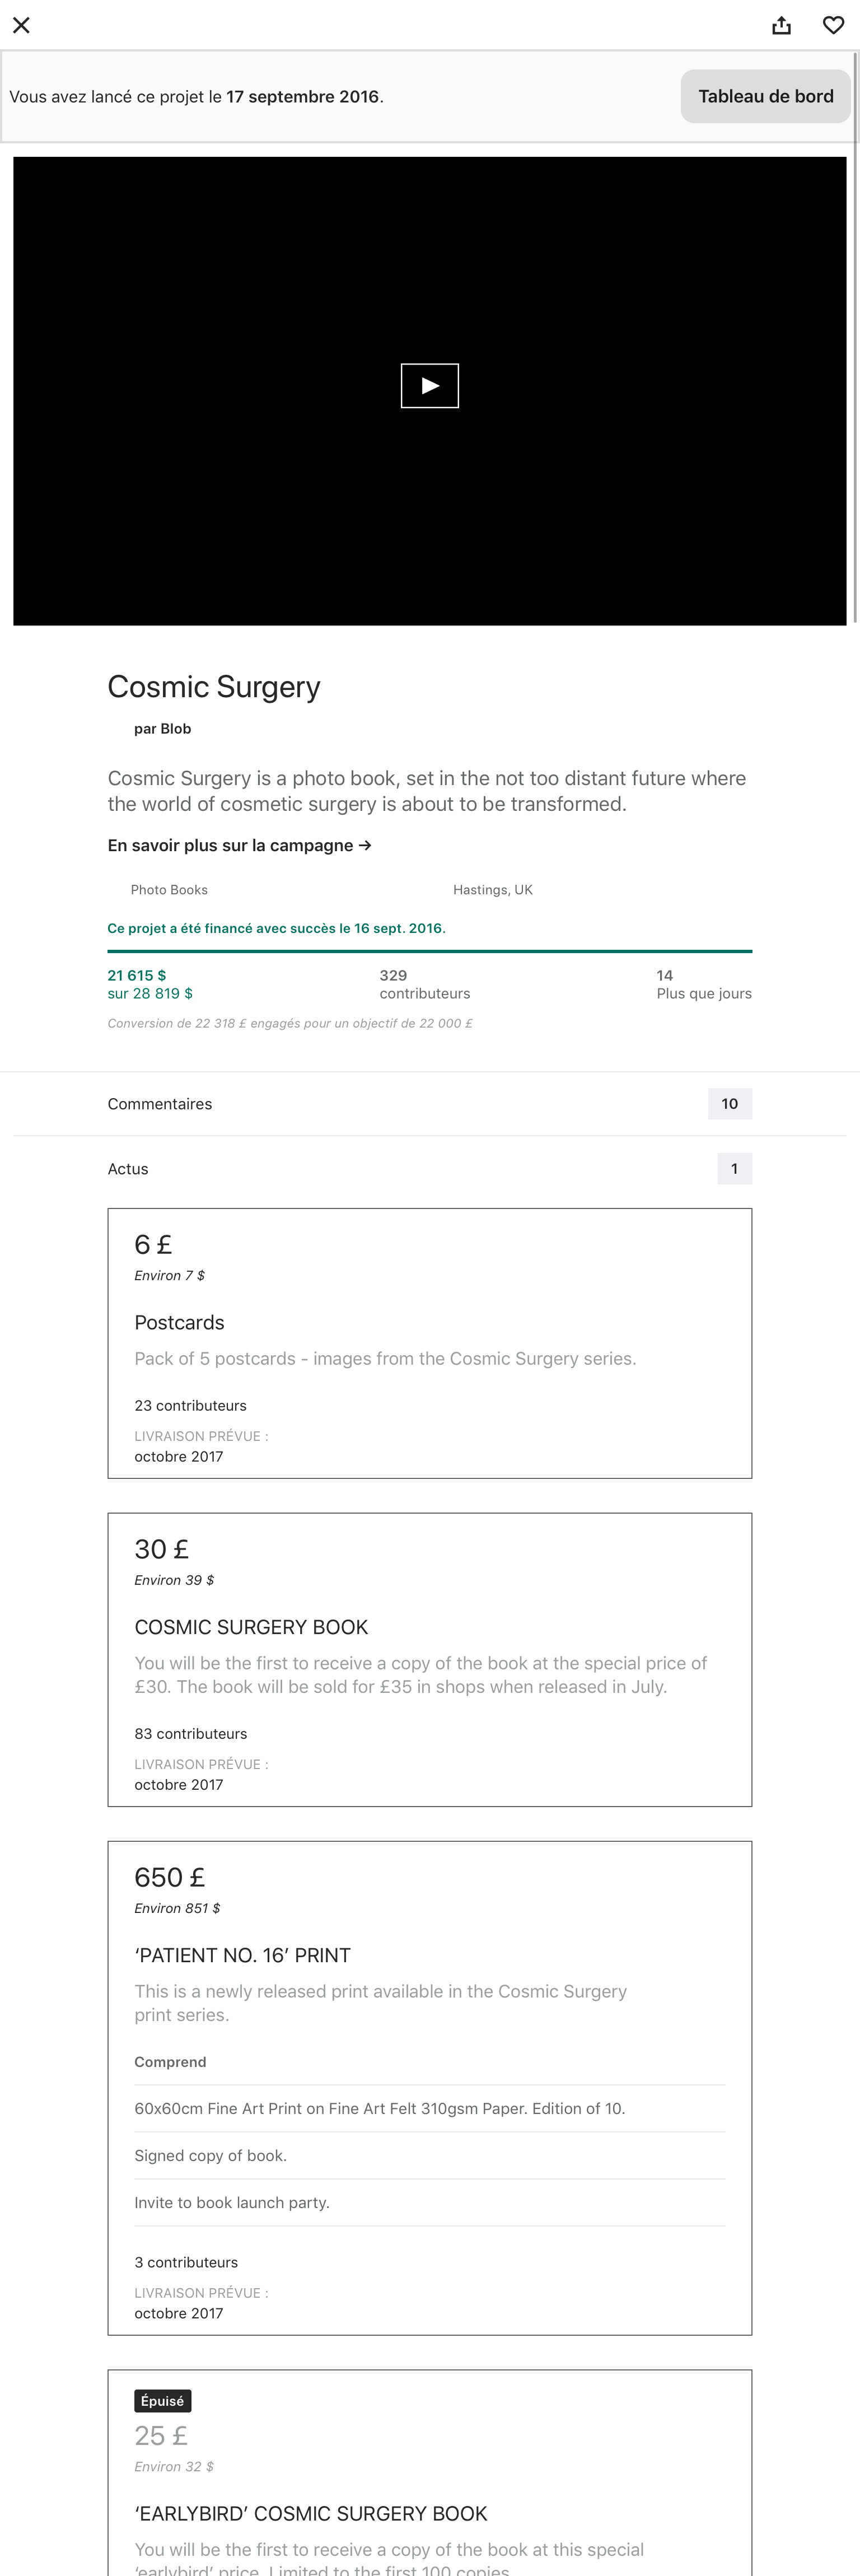 Vous avez lancé ce projet le 17 septembre 2016.
Tableau de bord
Cosmic Surgery
par Blob
Cosmic Surgery is a photo book, set in the not too distant future where
the world of cosmetic surgery is about to be transformed.
En savoir plus sur la campagne →
Photo Books
Hastings, UK
Ce projet a été financé avec succès le 16 sept. 2016.
21 615 $
sur 28 819 $
329
contributeurs
14
Plus que jours
Conversion de 22 318 £ engagés pour un objectif de 22 000 £
Commentaires
10
Actus
1
6 £
Environ 7 $
Postcards
Pack of 5 postcards - images from the Cosmic Surgery series.
23 contributeurs
LIVRAISON PRÉVUE :
octobre 2017
30 £
Environ 39 $
COSMIC SURGERY BOOK
You will be the first to receive a copy of the book at the special price of
£30. The book will be sold for £35 in shops when released in July.
83 contributeurs
LIVRAISON PRÉVUE :
octobre 2017
650 £
Environ 851 $
‘PATIENT NO. 16’ PRINT
This is a newly released print available in the Cosmic Surgery
print series.
Comprend
60x60cm Fine Art Print on Fine Art Felt 310gsm Paper. Edition of 10.
Signed copy of book.
Invite to book launch party.
3 contributeurs
LIVRAISON PRÉVUE :
octobre 2017
Épuisé
25 £
Environ 32 $
‘EARLYBIRD’ COSMIC SURGERY BOOK
You will be the first to receive a copy of the book at this special
‘earlybird’ price. Limited to the first 100 copies.